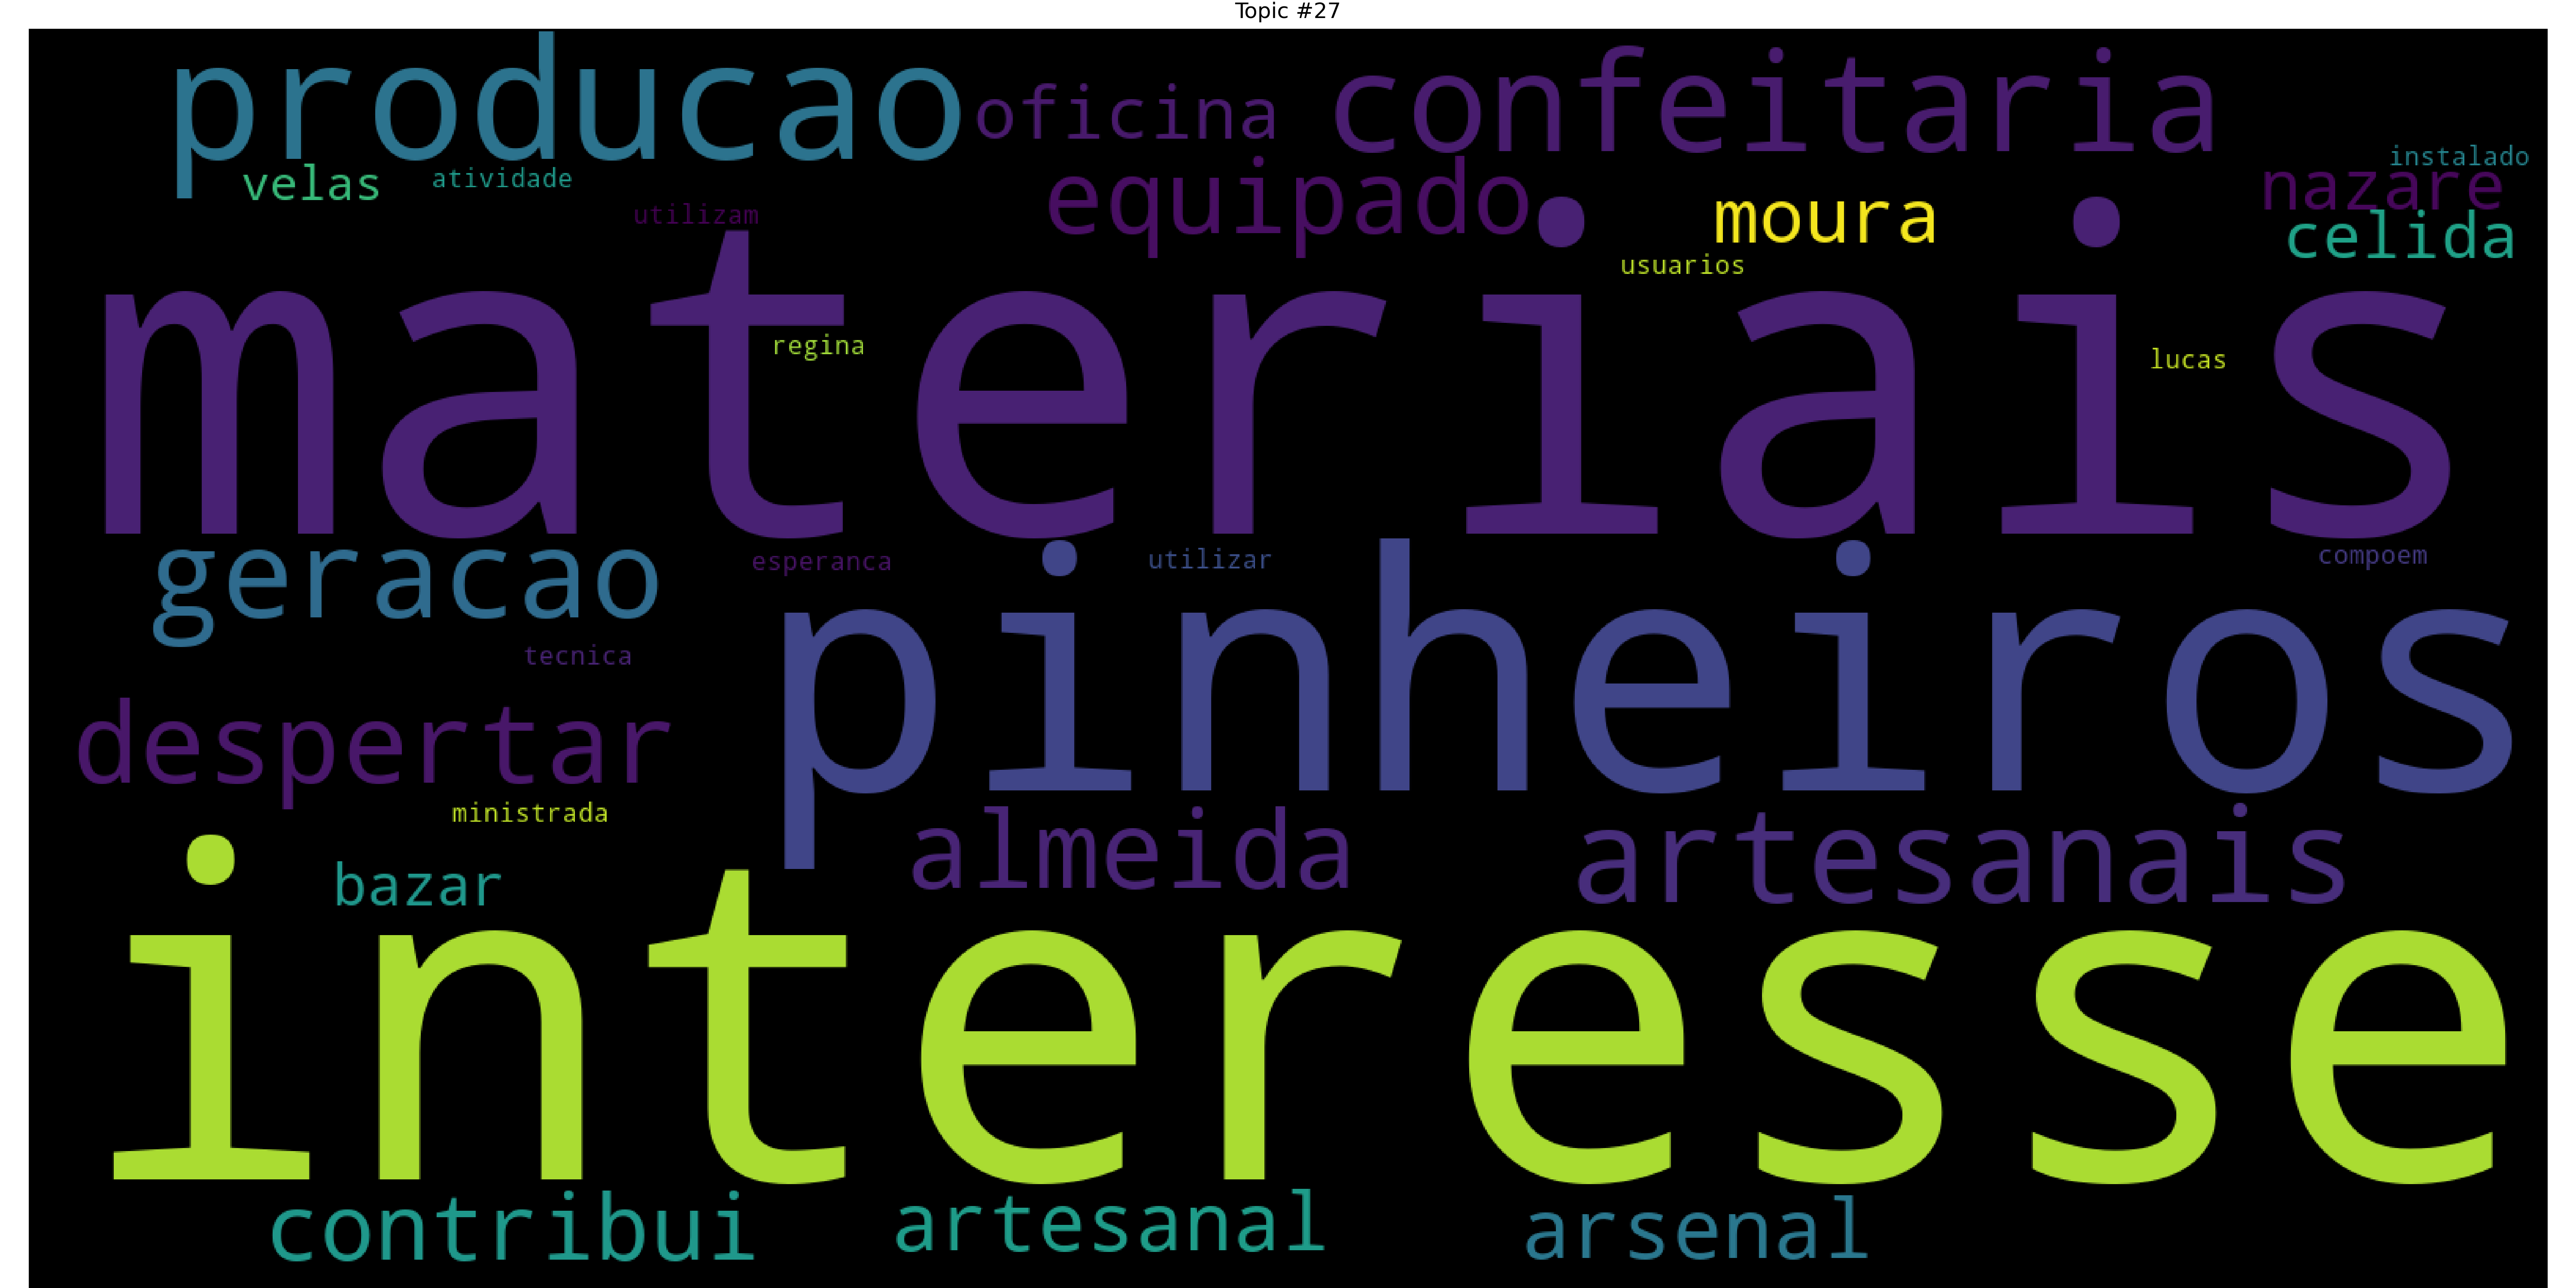 Topic #27
producao
oficina
confeitaria
instalado
velas
atividade
equipado
moura
nazare
utilizam
celida
usuarios
materiais
regina
lucas
geracao
esperanca
utilizar
compoem
pinheiros
tecnica
despertar
ministrada
almeida
artesanais
bazar
interesse
contribui
artesanal
arsenal